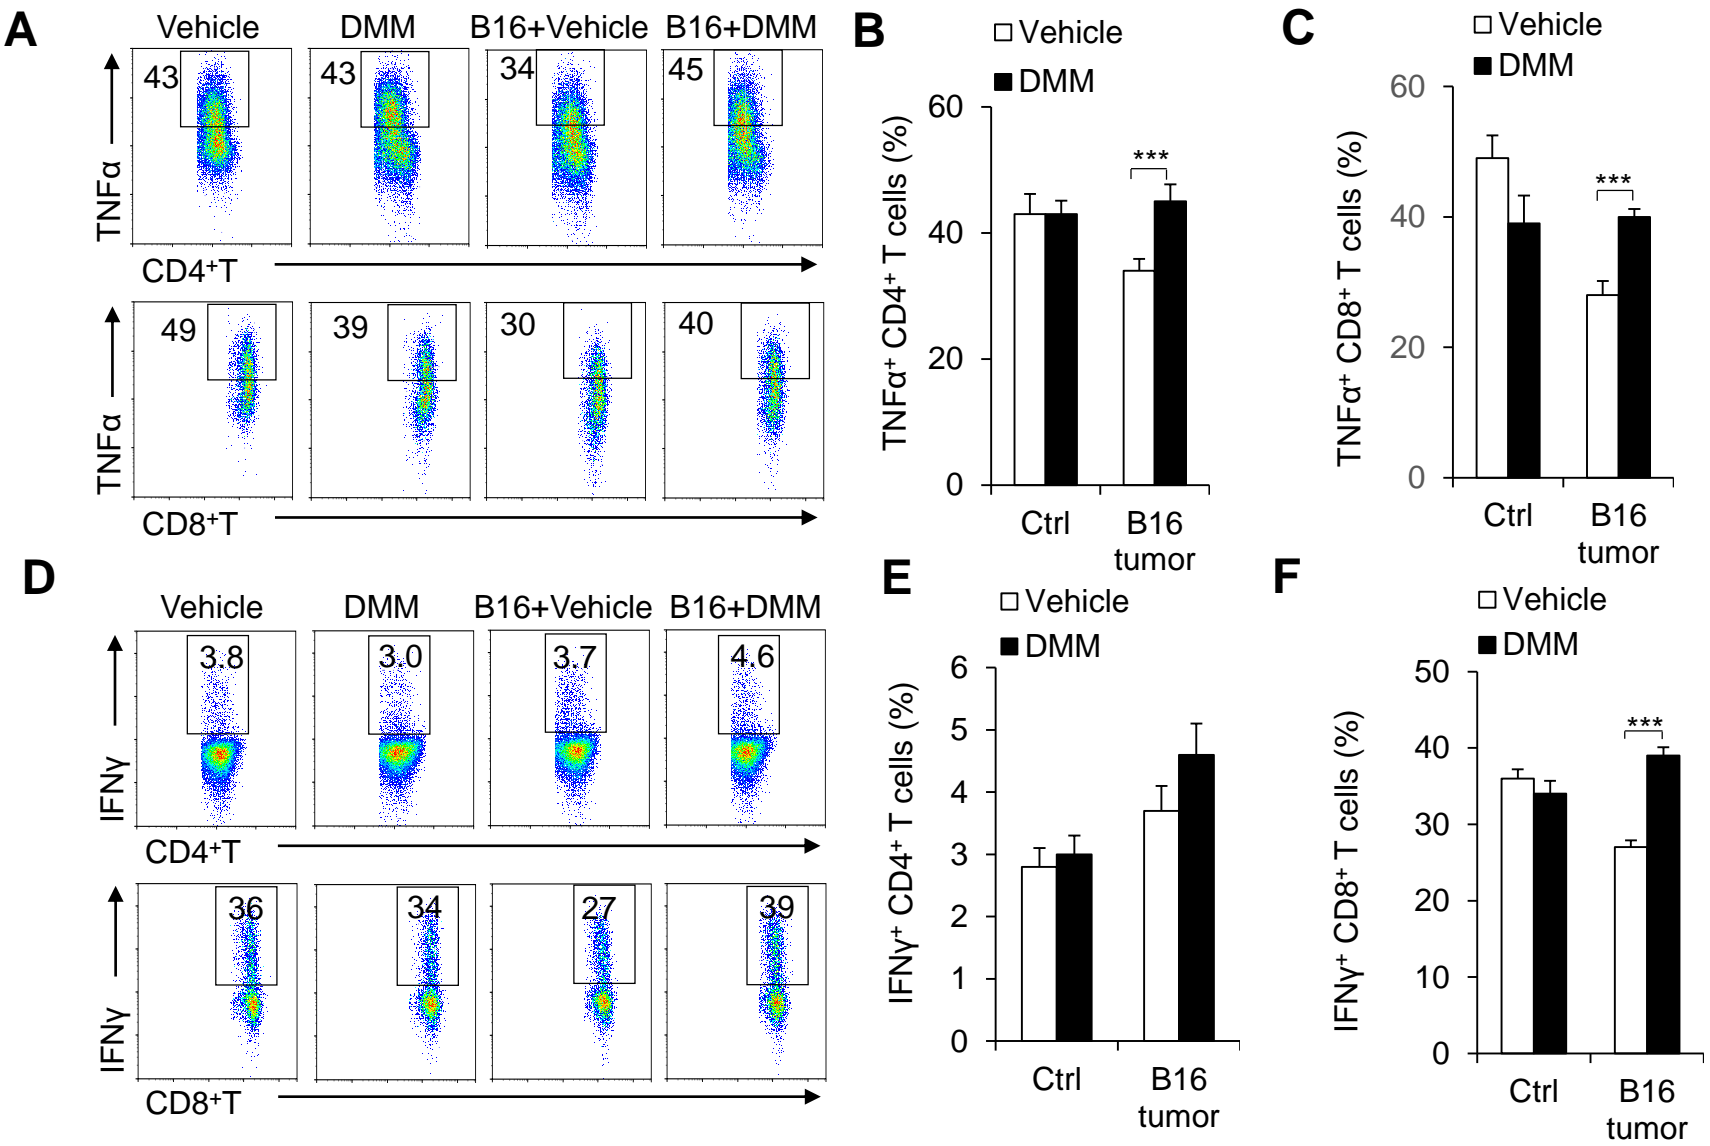 A
Vehicle DMM B16+Vehicle B16+DMM
43 43 34 45
TNFα
CD4⁺T
49 39 30 40
TNFα
CD8⁺T
B
Vehicle
DMM
TNFα⁺ CD4⁺ T cells (%)
60
40
20
0
***
Ctrl B16
tumor
C
Vehicle
DMM
TNFα⁺ CD8⁺ T cells (%)
60
40
20
0
***
Ctrl B16
tumor
D
Vehicle DMM B16+Vehicle B16+DMM
3.8 3.0 3.7 4.6
IFNγ
CD4⁺T
36 34 27 39
IFNγ
CD8⁺T
E
Vehicle
DMM
IFNγ⁺ CD4⁺ T cells (%)
6
5
4
3
2
1
0
Ctrl B16
tumor
F
Vehicle
DMM
IFNγ⁺ CD8⁺ T cells (%)
50
40
30
20
10
0
***
Ctrl B16
tumor